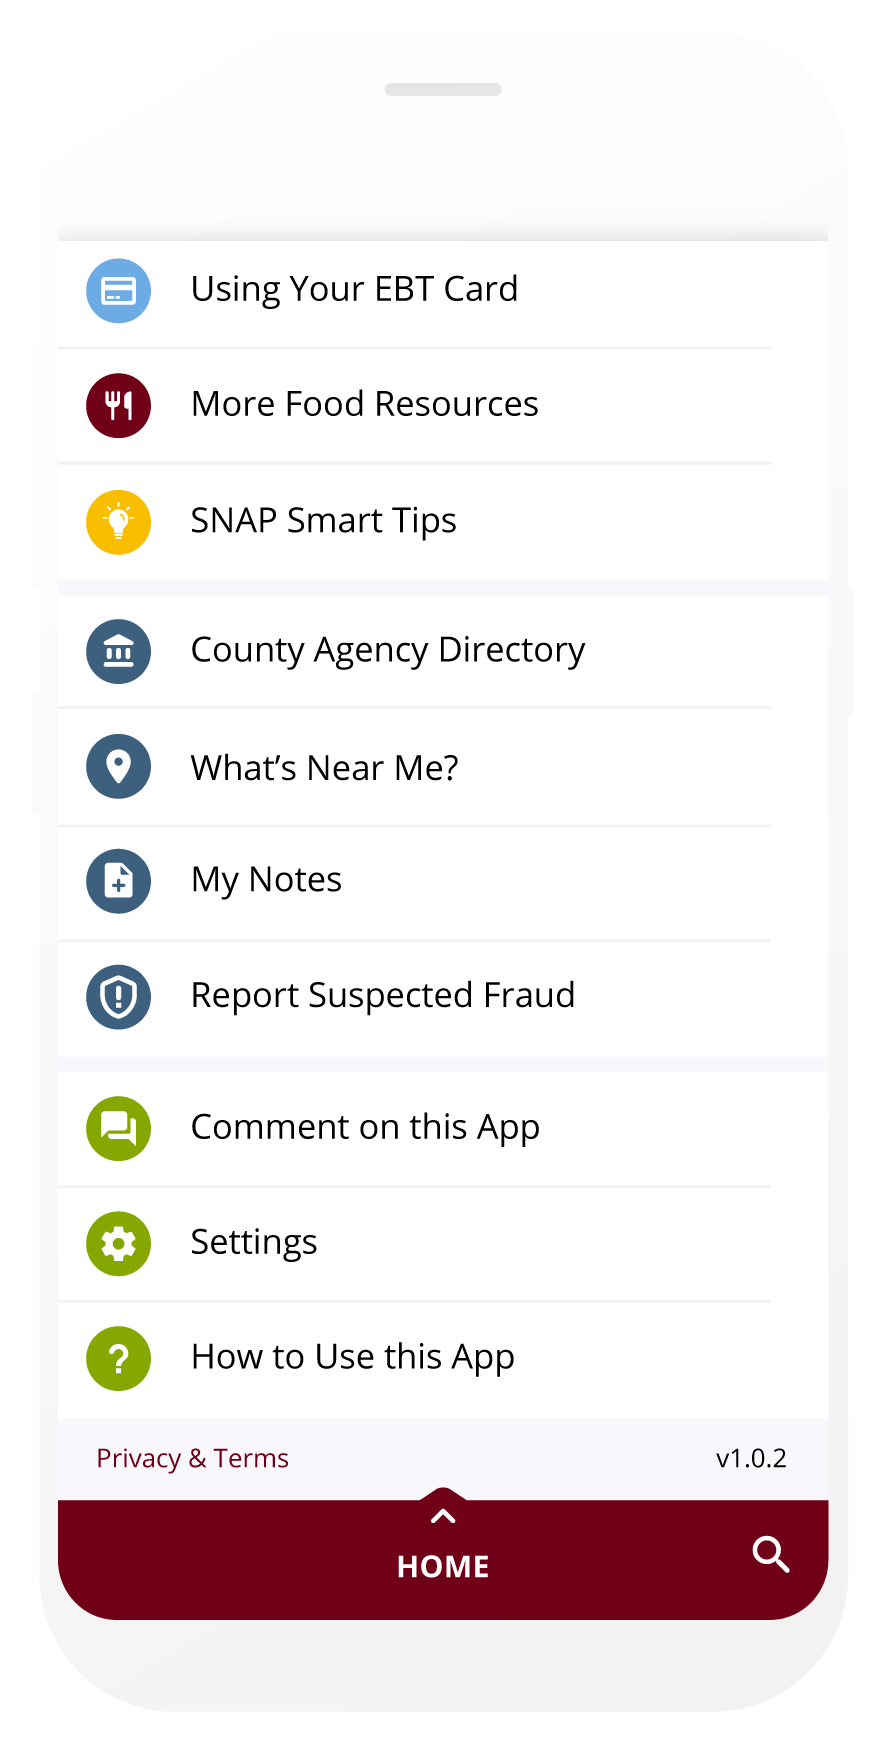 Using Your EBT Card
More Food Resources
SNAP Smart Tips
County Agency Directory
What’s Near Me?
My Notes
Report Suspected Fraud
Comment on this App
Settings
How to Use this App
Privacy & Terms v1.0.2
HOME